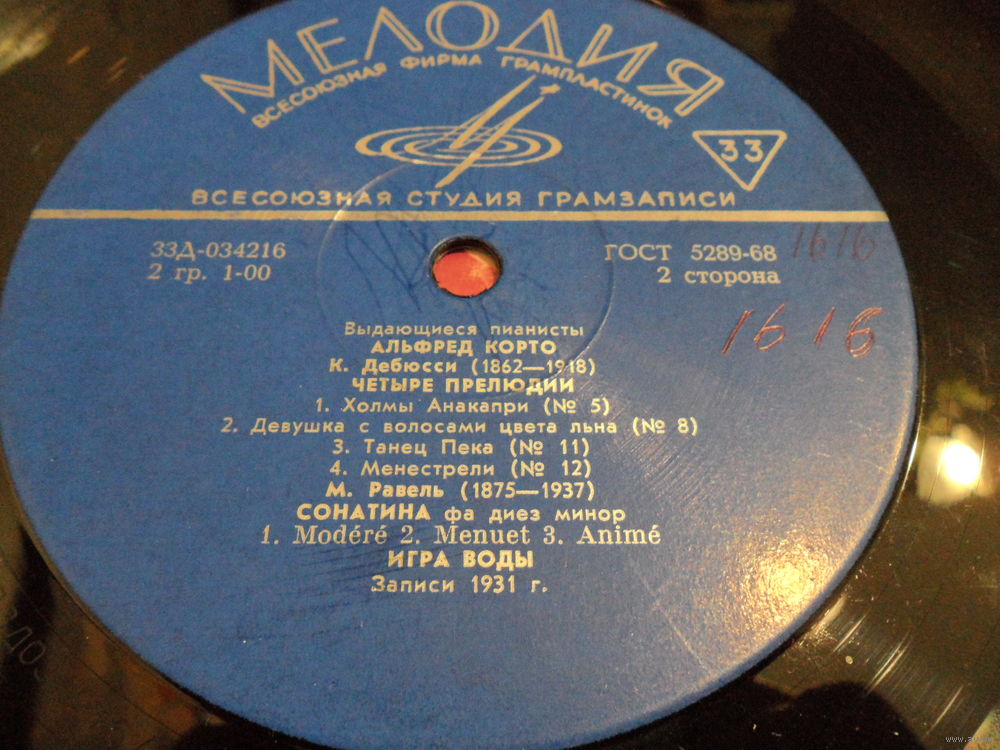 МЕЛОДИЯ
ВСЕСОЮЗНАЯ ФИРМА ГРАМПЛАСТИНОК
33
ВСЕСОЮЗНАЯ СТУДИЯ ГРАМЗАПИСИ
33Д-034216
ГОСТ 5289-68
2 гр. 1-00
2 сторона
1616
1616
Выдающиеся пианисты
АЛЬФРЕД КОРТО
К. Дебюсси (1862—1918)
ЧЕТЫРЕ ПРЕЛЮДИИ
1. Холмы Анакапри (№ 5)
2. Девушка с волосами цвета льна (№ 8)
3. Танец Пека (№ 11)
4. Менестрели (№ 12)
М. Равель (1875—1937)
СОНАТИНА фа диез минор
1. Modéré 2. Menuet 3. Animé
ИГРА ВОДЫ
Записи 1931 г.